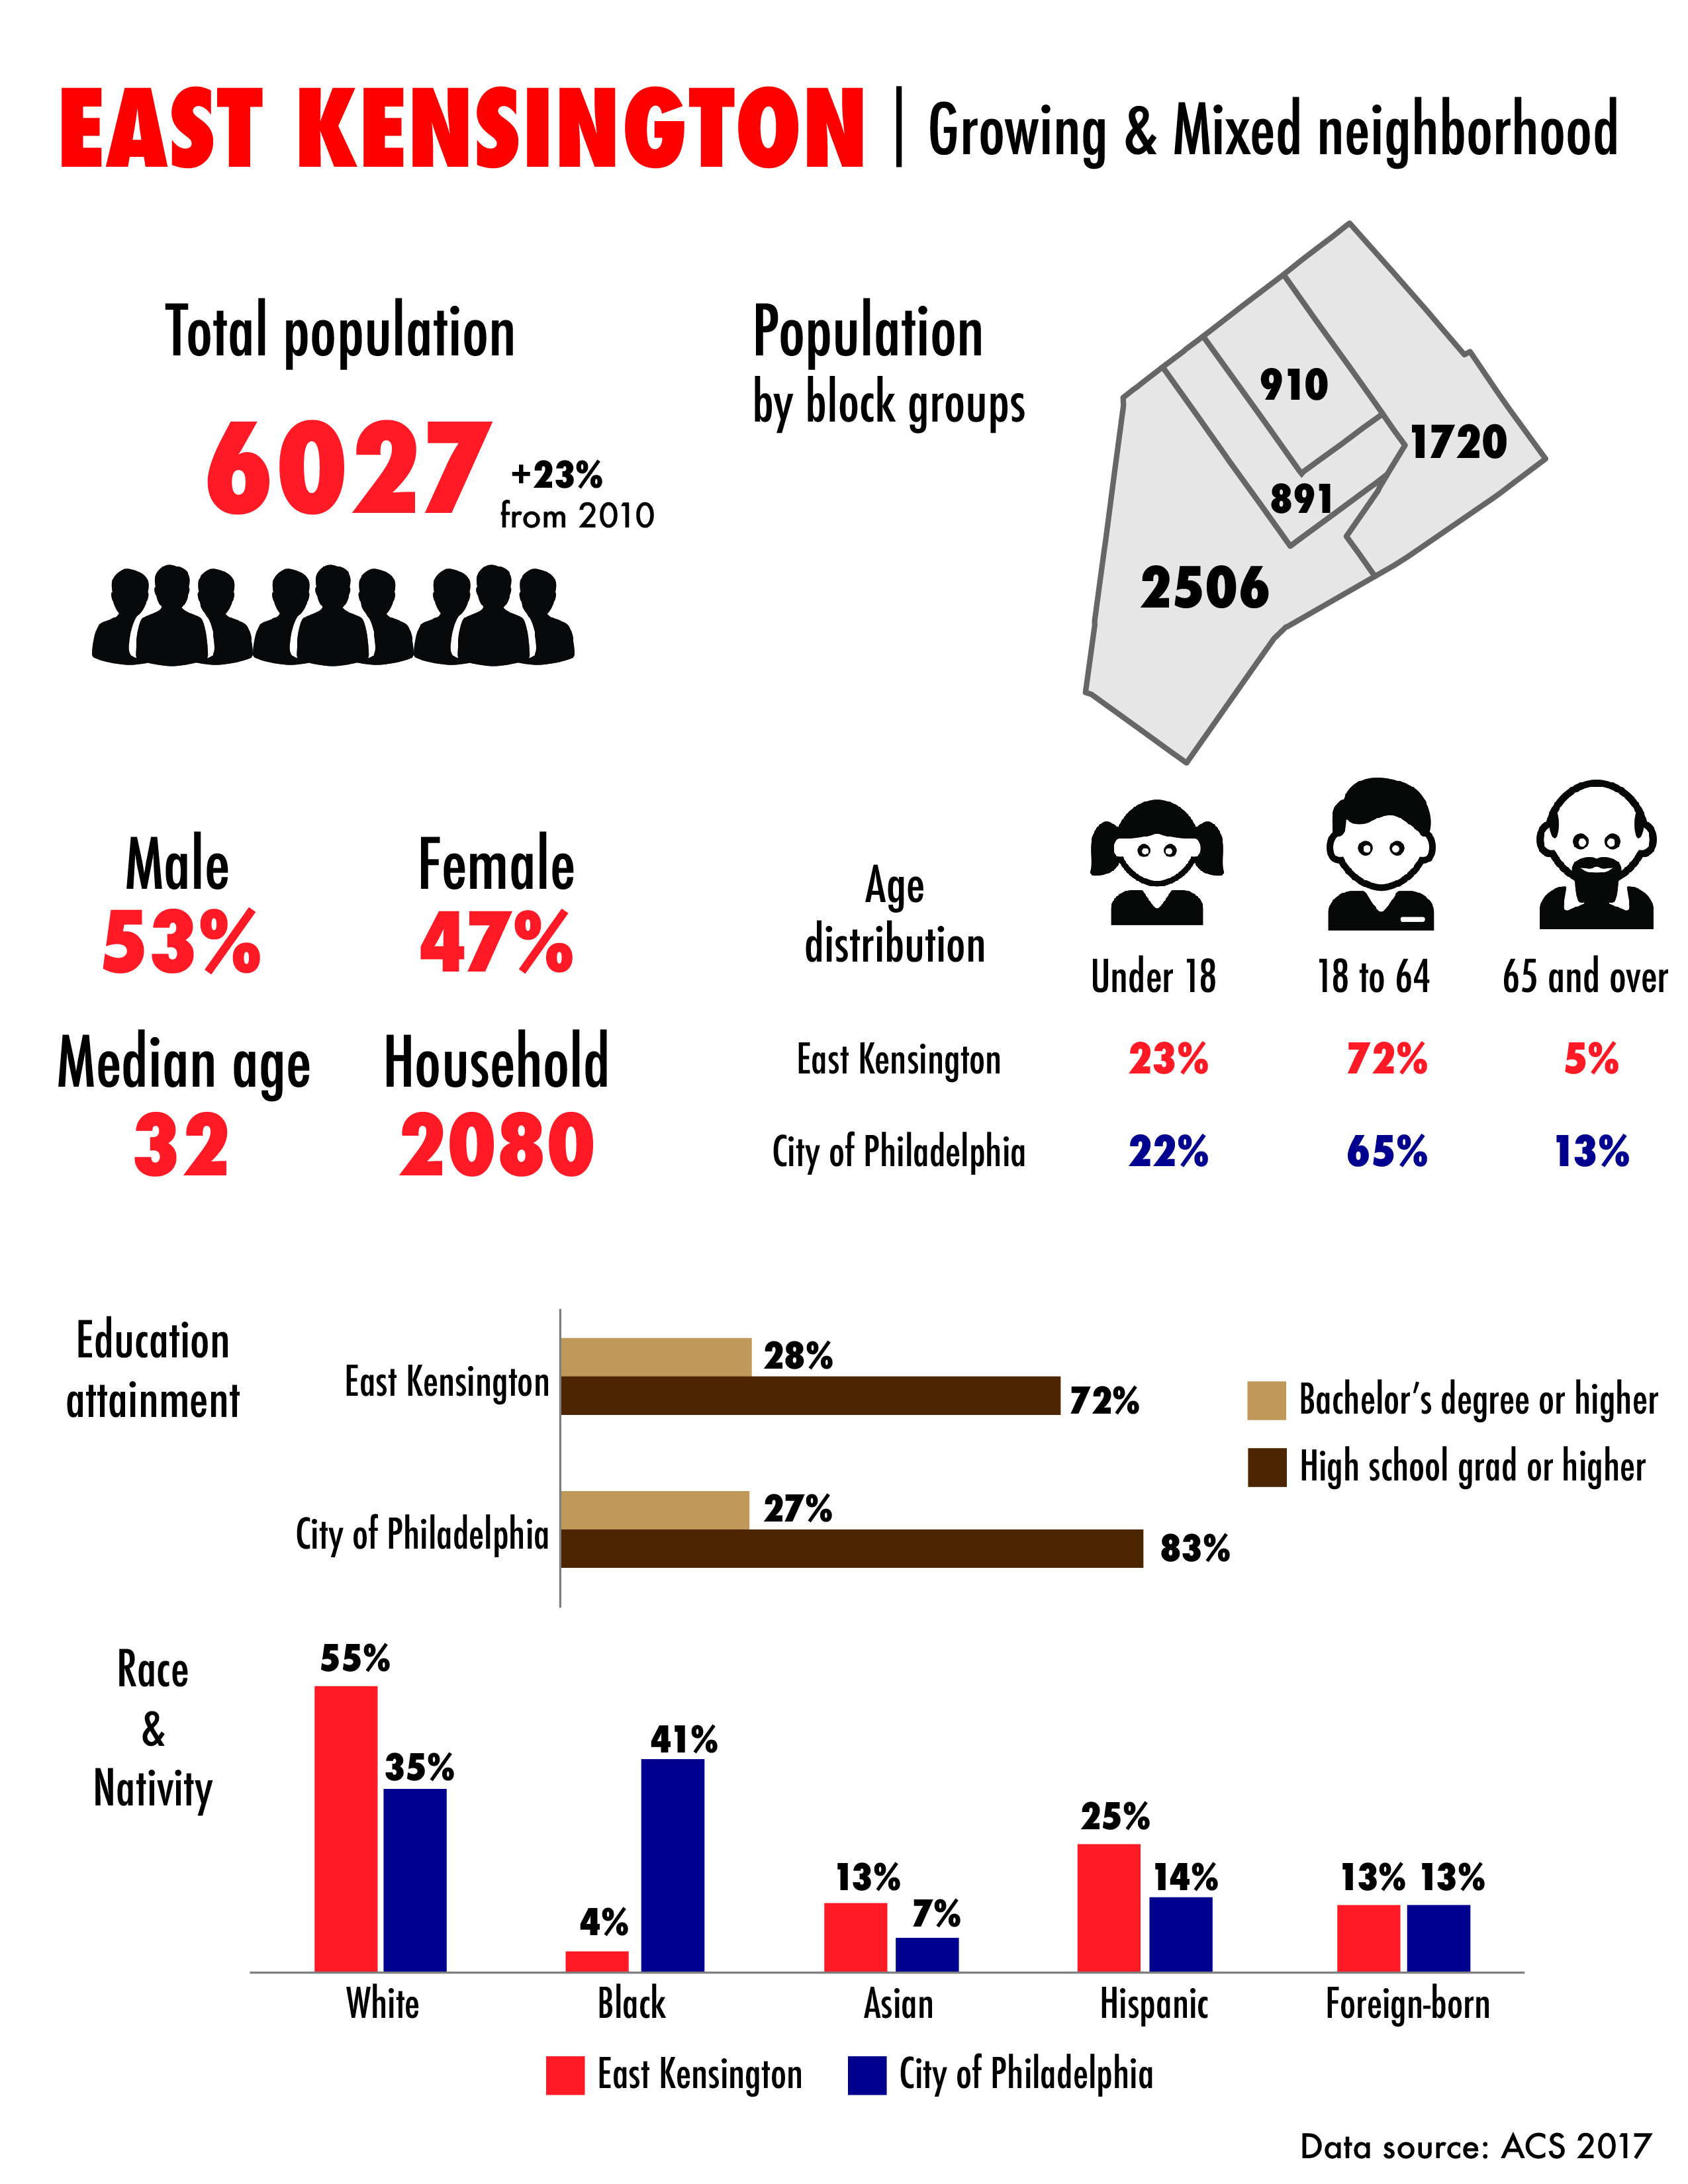 EAST KENSINGTON | Growing & Mixed neighborhood
Total population
6027 +23%
from 2010
Population
by block groups
910
1720
891
2506
Male Female
53% 47%
Median age Household
32 2080
Age
distribution
Under 18 18 to 64 65 and over
East Kensington 23% 72% 5%
City of Philadelphia 22% 65% 13%
Education
attainment
East Kensington 28%
72%
City of Philadelphia 27%
83%
Bachelor's degree or higher
High school grad or higher
Race
&
Nativity
55% 35%
4% 41%
13% 7%
25% 14%
13% 13%
White Black Asian Hispanic Foreign-born
East Kensington City of Philadelphia
Data source: ACS 2017